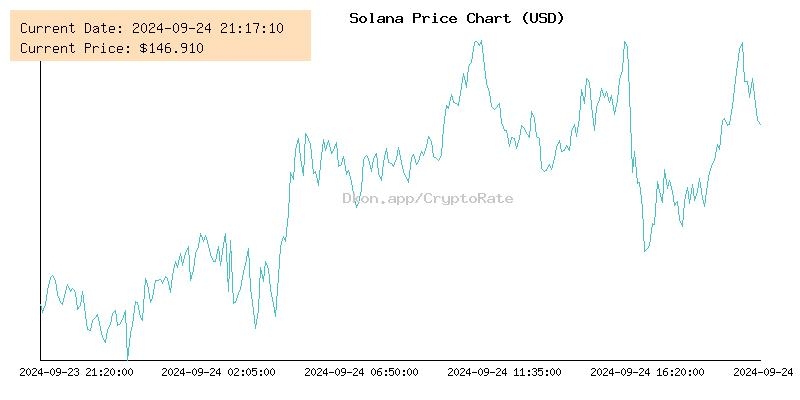 Solana Price Chart (USD)
Current Date: 2024-09-24 21:17:10
Current Price: $146.910
Dkon.app/CryptoRate
2024-09-23 21:20:00 2024-09-24 02:05:00 2024-09-24 06:50:00 2024-09-24 11:35:00 2024-09-24 16:20:00 2024-09-24